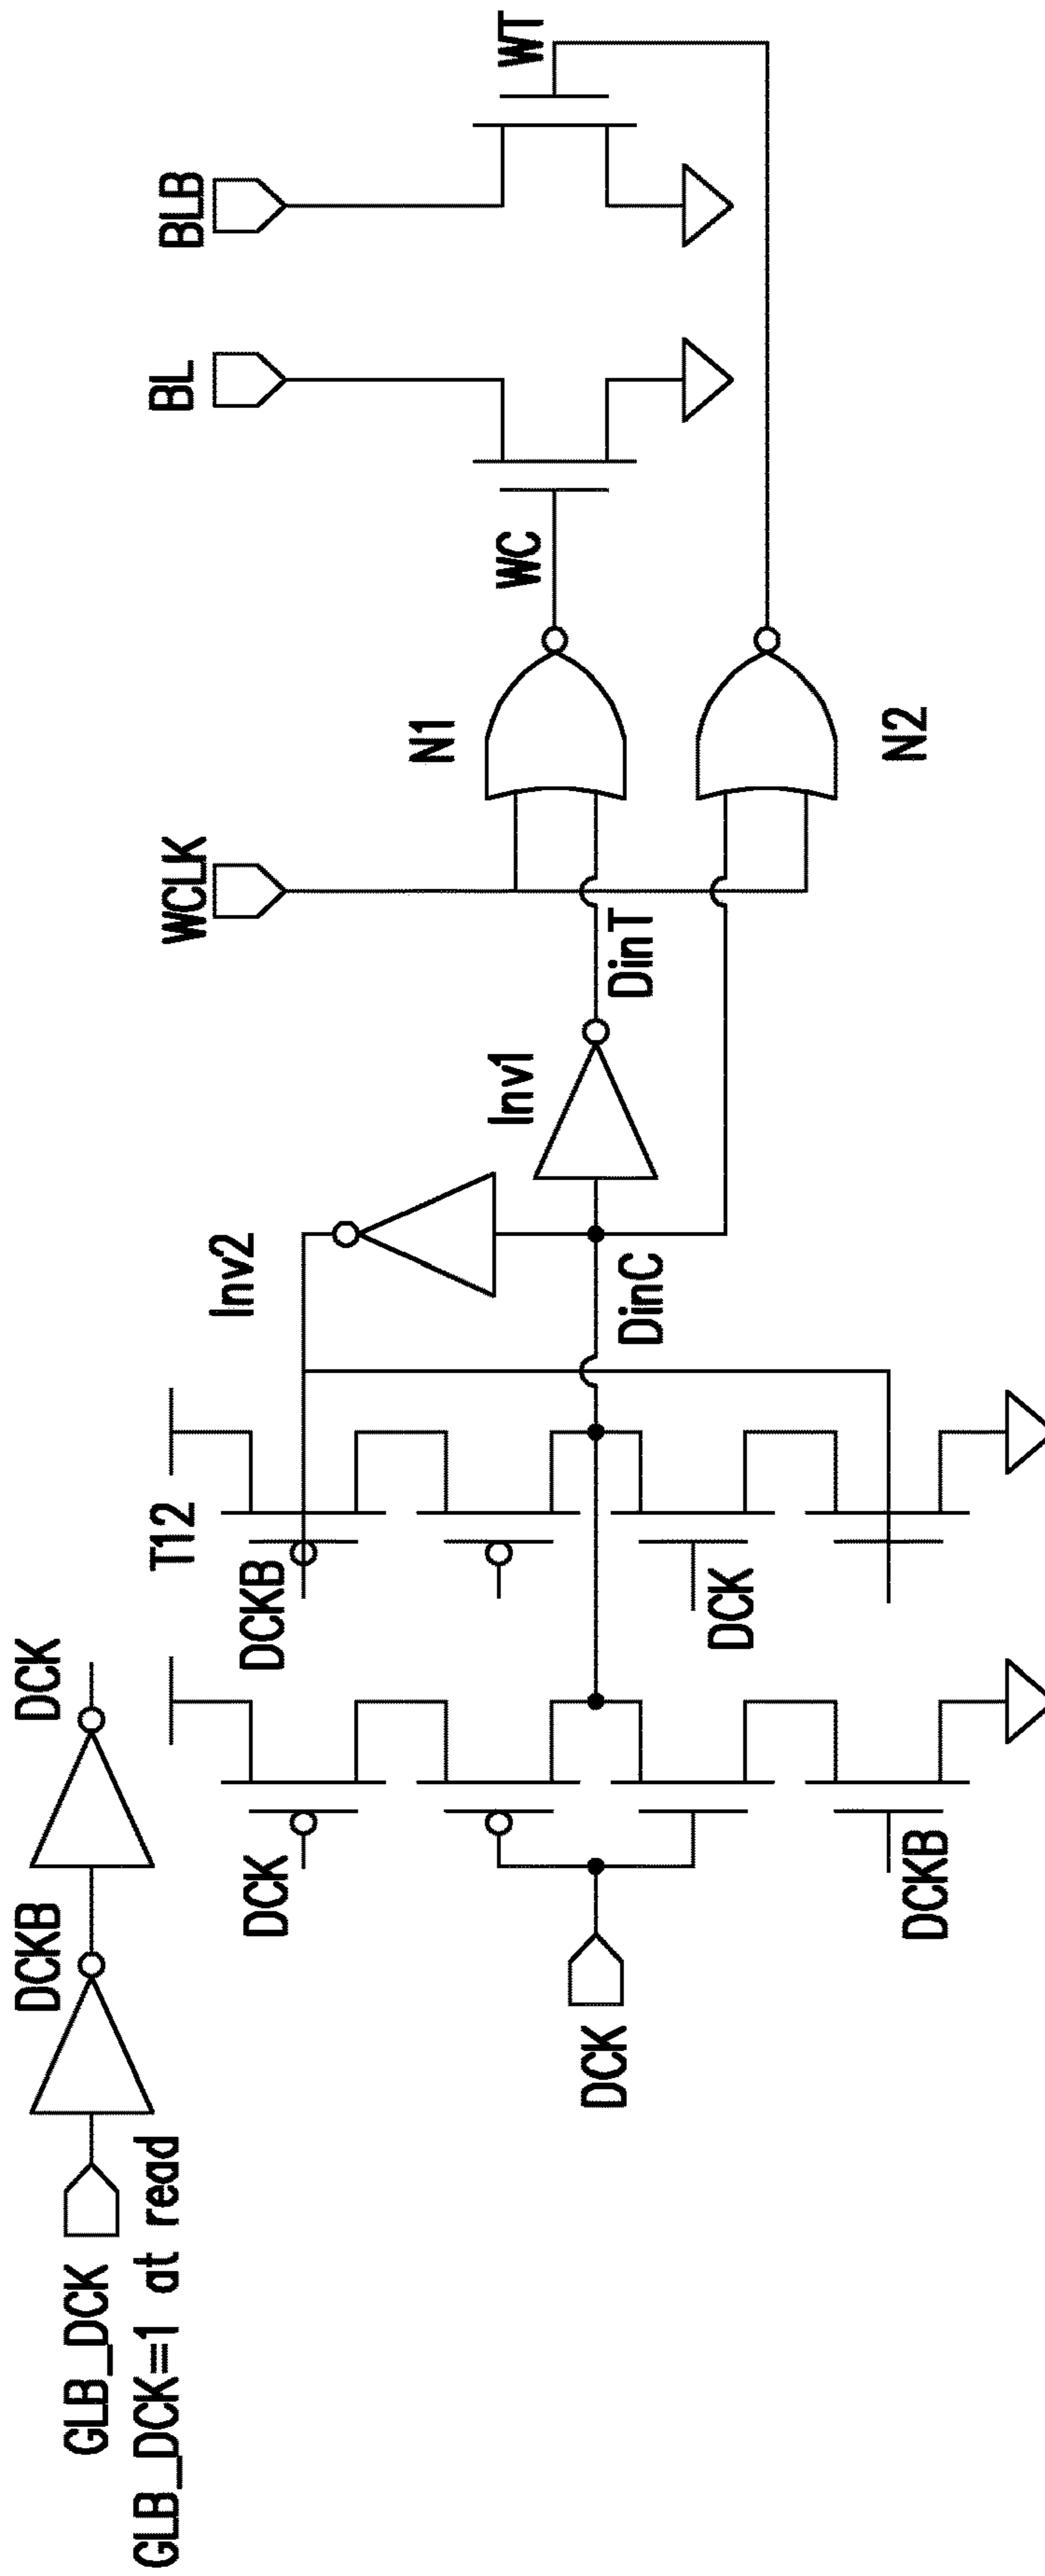 GLB_DCK
GLB_DCK=1 at read
DCKB
DCK
DCK
DCK
DCKB
T12
DCKB
DCK
Inv2
DinC
Inv1
DinT
WCLK
N1
N2
WC
BL
BLB
WT